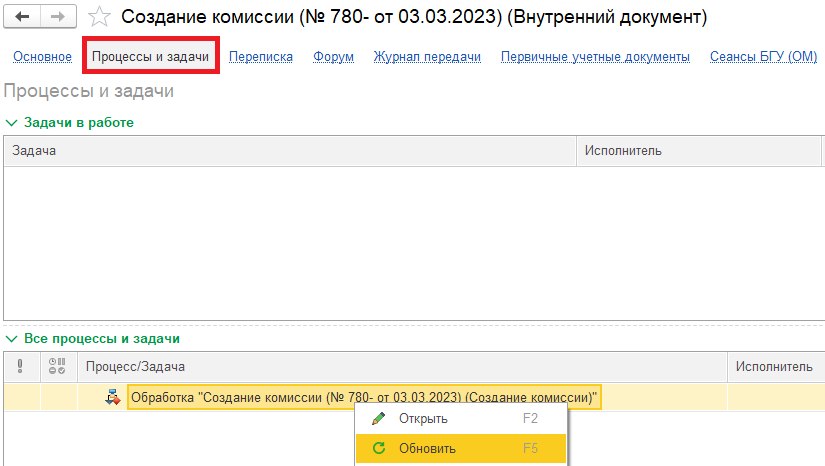 Создание комиссии (№ 780- от 03.03.2023) (Внутренний документ)
Основное Процессы и задачи Переписка Форум Журнал передачи Первичные учетные документы Сеансы БГУ (ОМ)
Процессы и задачи
Задачи в работе
Задача Исполнитель
Все процессы и задачи
Процесс/Задача Исполнитель
Обработка "Создание комиссии (№ 780- от 03.03.2023) (Создание комиссии)"
Открыть F2
Обновить F5